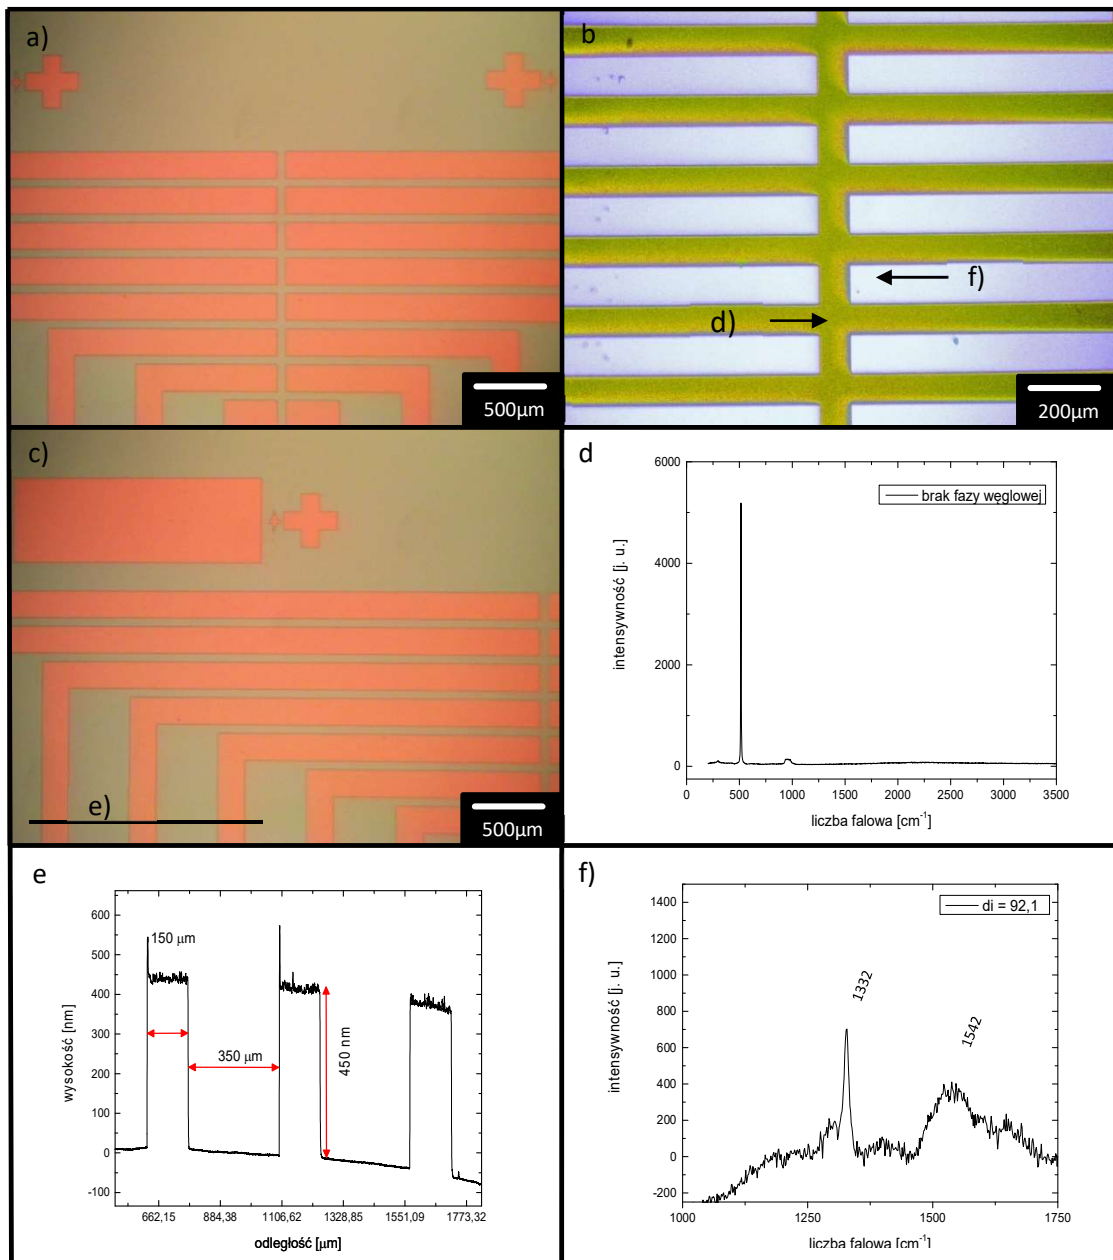 a)
500µm
b
f)
d)
200µm
c)
e)
500µm
d
6000
4000
2000
0
0 500 1000 1500 2000 2500 3000 3500
intensywność [j. u.]
liczba falowa [cm⁻¹]
brak fazy węglowej
e
600
500
400
300
200
100
0
-100
662,15 884,38 1106,62 1328,85 1551,09 1773,32
wysokość [nm]
odległość [µm]
150 µm
350 µm
450 nm
f)
1400
1200
1000
800
600
400
200
0
-200
1000 1250 1500 1750
intensywność [j. u.]
liczba falowa [cm⁻¹]
di = 92,1
1332
1542